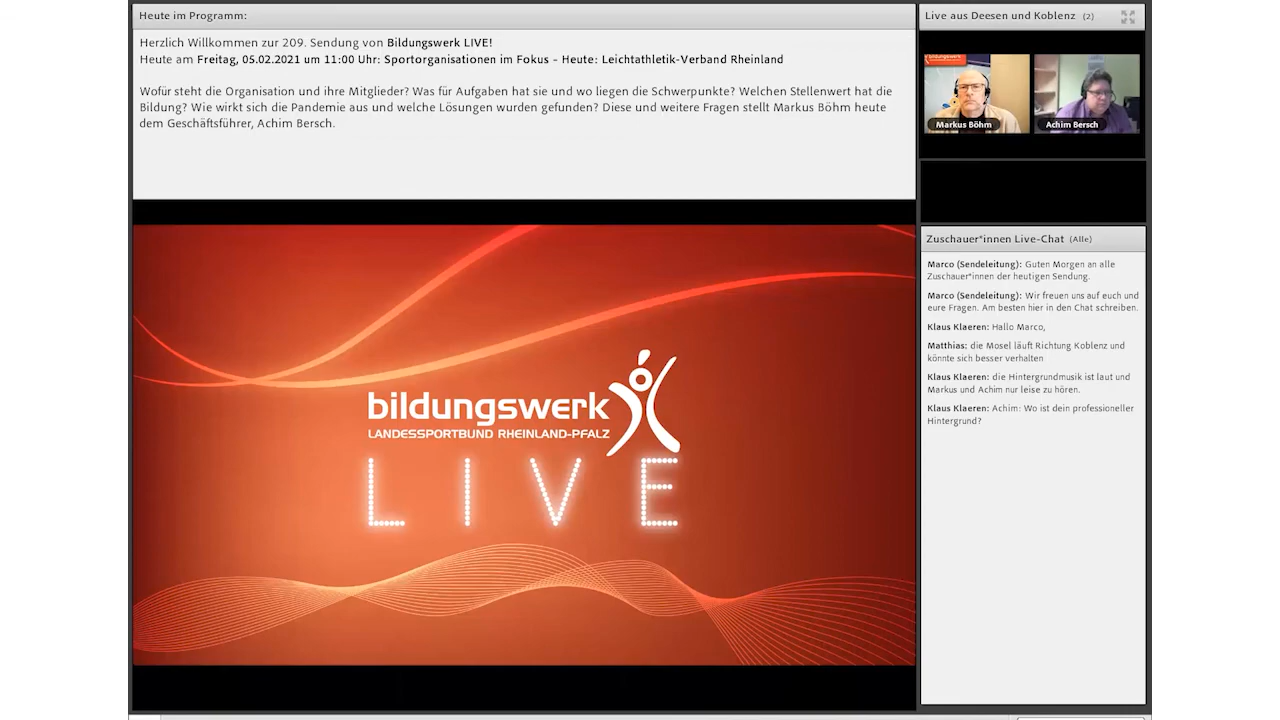 Heute im Programm:
Herzlich Willkommen zur 209. Sendung von Bildungswerk LIVE!
Heute am Freitag, 05.02.2021 um 11:00 Uhr: Sportorganisationen im Fokus – Heute: Leichtathletik-Verband Rheinland
Wofür steht die Organisation und ihre Mitglieder? Was für Aufgaben hat sie und wo liegen die Schwerpunkte? Welchen Stellenwert hat die
Bildung? Wie wirkt sich die Pandemie aus und welche Lösungen wurden gefunden? Diese und weitere Fragen stellt Markus Böhm heute
dem Geschäftsführer, Achim Bersch.
bildungswerk
LANDESSPORTBUND RHEINLAND-PFALZ
LIVE
Live aus Deesen und Koblenz (2)
Markus Böhm
Achim Bersch
Zuschauer*innen Live-Chat (Alle)
Marco (Sendeleitung): Guten Morgen an alle
Zuschauer*innen der heutigen Sendung.
Marco (Sendeleitung): Wir freuen uns auf euch und
eure Fragen. Am besten hier in den Chat schreiben.
Klaus Klaeren: Hallo Marco,
Matthias: die Mosel läuft Richtung Koblenz und
könnte sich besser verhalten
Klaus Klaeren: die Hintergrundmusik ist laut und
Markus und Achim nur leise zu hören.
Klaus Klaeren: Achim: Wo ist dein professioneller
Hintergrund?